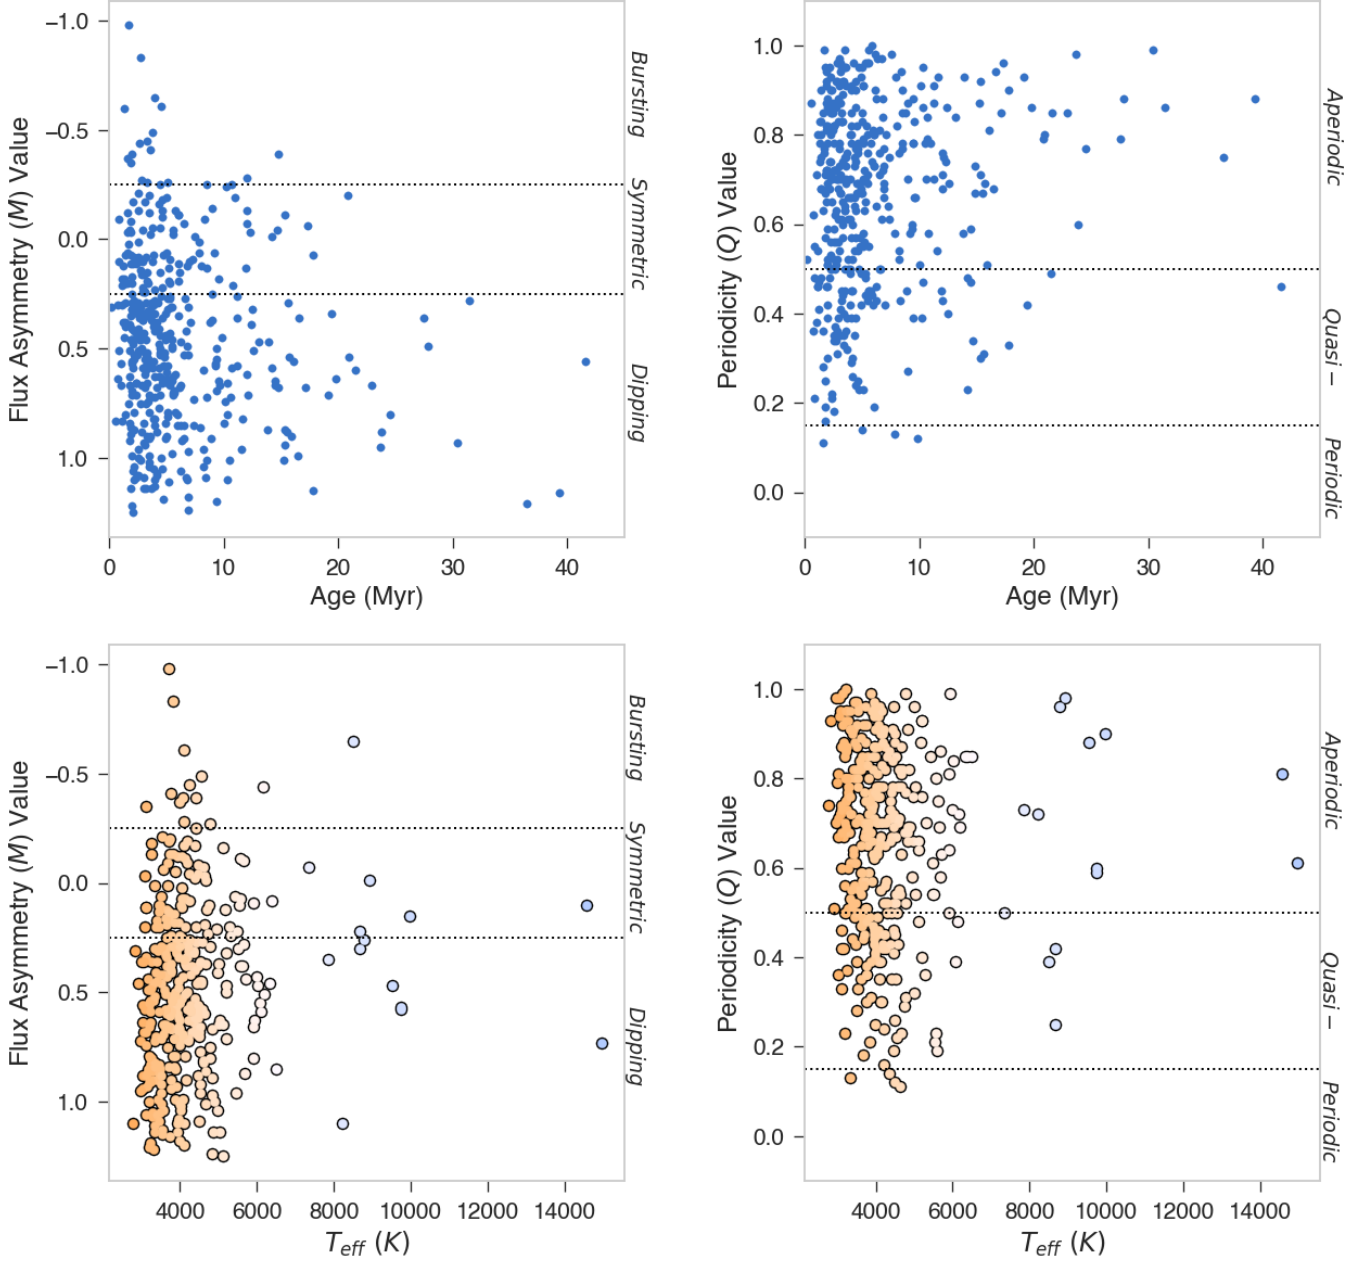 −1.0
−0.5
0.0
0.5
1.0
Flux Asymmetry (M) Value
Bursting
Symmetric
Dipping
0 10 20 30 40
Age (Myr)
1.0
0.8
0.6
0.4
0.2
0.0
Periodicity (Q) Value
Aperiodic
Quasi −
Periodic
0 10 20 30 40
Age (Myr)
−1.0
−0.5
0.0
0.5
1.0
Flux Asymmetry (M) Value
Bursting
Symmetric
Dipping
4000 6000 8000 10000 12000 14000
T_eff (K)
1.0
0.8
0.6
0.4
0.2
0.0
Periodicity (Q) Value
Aperiodic
Quasi −
Periodic
4000 6000 8000 10000 12000 14000
T_eff (K)